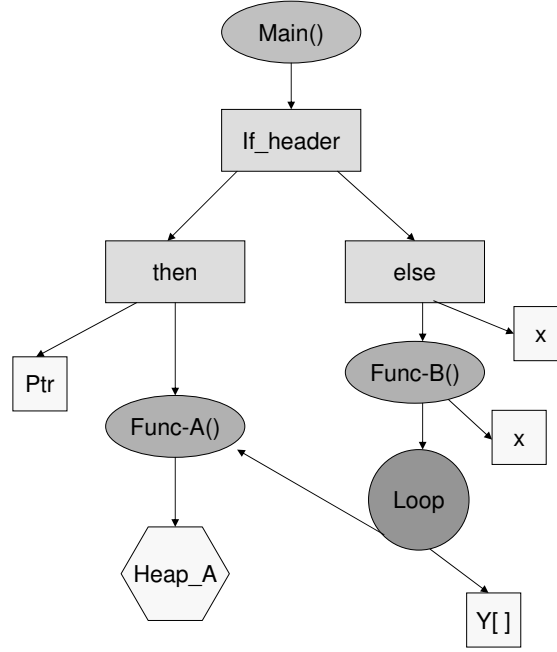 Main()
If_header
then
else
x
Ptr
Func-B()
Func-A()
x
Loop
Heap_A
Y[ ]